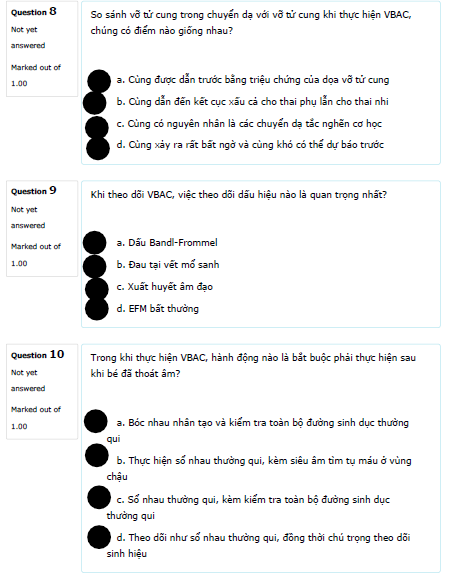 Question 8
Not yet
answered
Marked out of
1.00
So sánh vỡ tử cung trong chuyển dạ với vỡ tử cung khi thực hiện VBAC,
chúng có điểm nào giống nhau?
a. Cùng được dẫn trước bằng triệu chứng của dọa vỡ tử cung
b. Cùng dẫn đến kết cục xấu cả cho thai phụ lẫn cho thai nhi
c. Cùng có nguyên nhân là các chuyển dạ tắc nghẽn cơ học
d. Cùng xảy ra rất bất ngờ và cùng khó có thể dự báo trước
Question 9
Not yet
answered
Marked out of
1.00
Khi theo dõi VBAC, việc theo dõi dấu hiệu nào là quan trọng nhất?
a. Dấu Bandl-Frommel
b. Đau tại vết mổ sanh
c. Xuất huyết âm đạo
d. EFM bất thường
Question 10
Not yet
answered
Marked out of
1.00
Trong khi thực hiện VBAC, hành động nào là bắt buộc phải thực hiện sau
khi bé đã thoát âm?
a. Bóc nhau nhân tạo và kiểm tra toàn bộ đường sinh dục thường
qui
b. Thực hiện sổ nhau thường qui, kèm siêu âm tìm tụ máu ở vùng
chậu
c. Sổ nhau thường qui, kèm kiểm tra toàn bộ đường sinh dục
thường qui
d. Theo dõi như sổ nhau thường qui, đồng thời chú trọng theo dõi
sinh hiệu